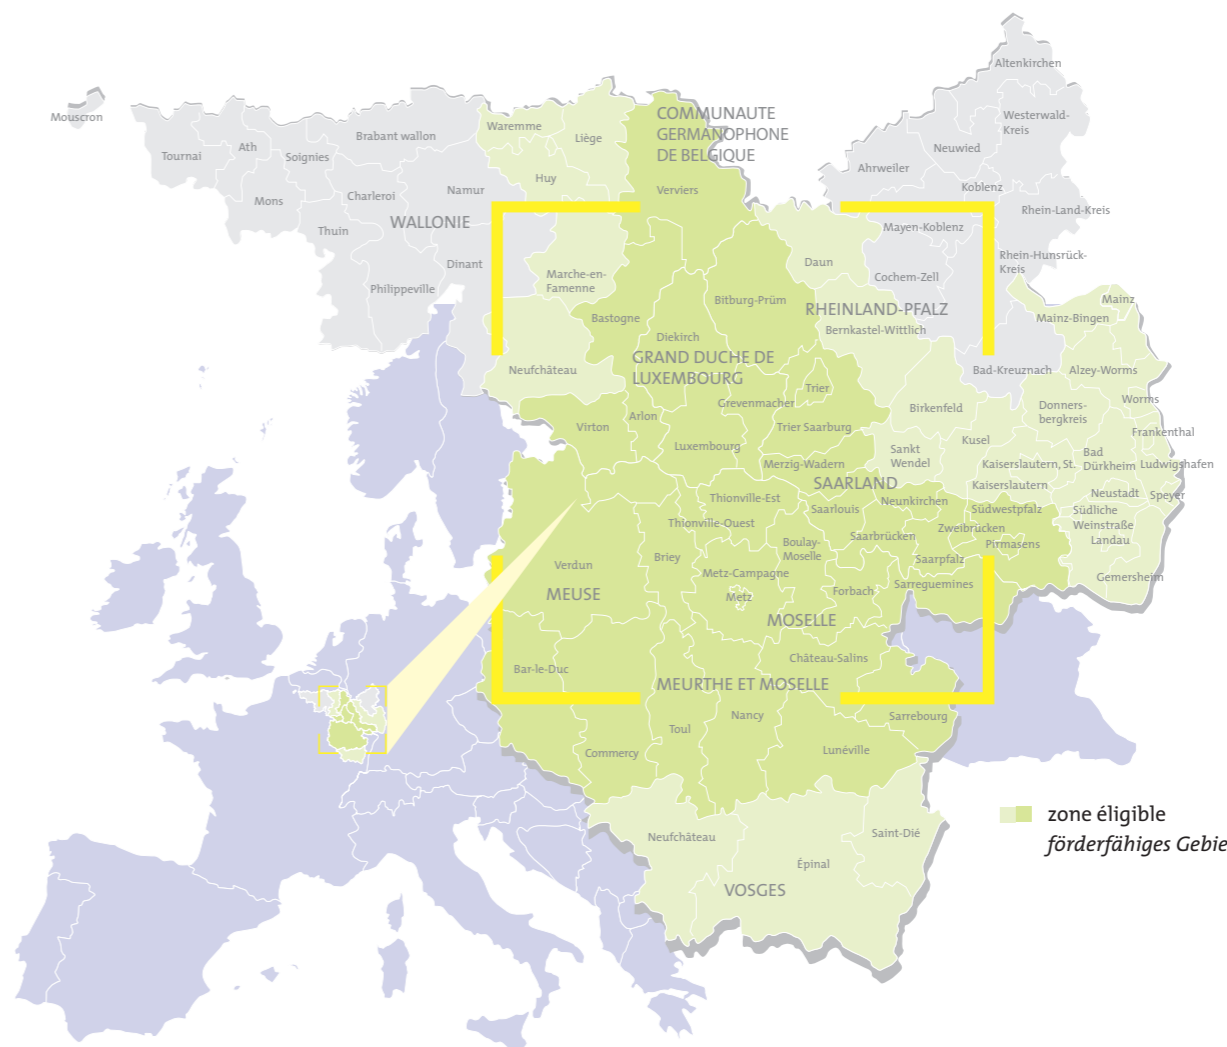 Altenkirchen
Mouscron
Westerwald-
Kreis
COMMUNAUTE
GERMANOPHONE
DE BELGIQUE
Waremme
Liège
Brabant wallon
Ath
Soignies
Tournai
Neuwied
Ahrweiler
Huy
Verviers
Namur
Charleroi
Mons
Koblenz
Rhein-Land-Kreis
WALLONIE
Thuin
Mayen-Koblenz
Dinant
Daun
Rhein-Hunsrück-
Kreis
Marche-en-
Famenne
Cochem-Zell
Philippeville
Bitburg-Prüm
Mainz
RHEINLAND-PFALZ
Bastogne
Mainz-Bingen
Bernkastel-Wittlich
Diekirch
GRAND DUCHE DE
LUXEMBOURG
Neufchâteau
Bad-Kreuznach
Alzey-Worms
Trier
Grevenmacher
Worms
Birkenfeld
Donners-
bergkreis
Arlon
Virton
Trier Saarburg
Frankenthal
Luxembourg
Kusel
Sankt
Wendel
Bad
Dürkheim
Merzig-Wadern
Kaiserslautern, St.
Ludwigshafen
SAARLAND
Kaiserslautern
Thionville-Est
Neunkirchen
Neustadt
Speyer
Saarlouis
Südwestpfalz
Südliche
Weinstraße
Thionville-Ouest
Zweibrücken
Saarbrücken
Landau
Boulay-
Moselle
Pirmasens
Briey
Verdun
Saarpfalz
Metz-Campagne
Gemersheim
Sarreguemines
MEUSE
Metz
Forbach
MOSELLE
Château-Salins
Bar-le-Duc
MEURTHE ET MOSELLE
Nancy
Sarrebourg
Toul
Commercy
Lunéville
zone éligible
förderfähiges Gebie
Neufchâteau
Saint-Dié
Épinal
VOSGES